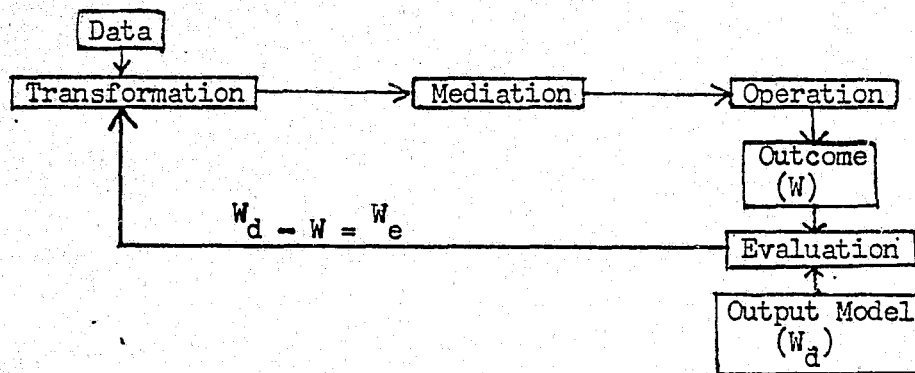 Data
Transformation Mediation Operation
Outcome
(W)
W_d - W = W_e
Evaluation
Output Model
(W_d)